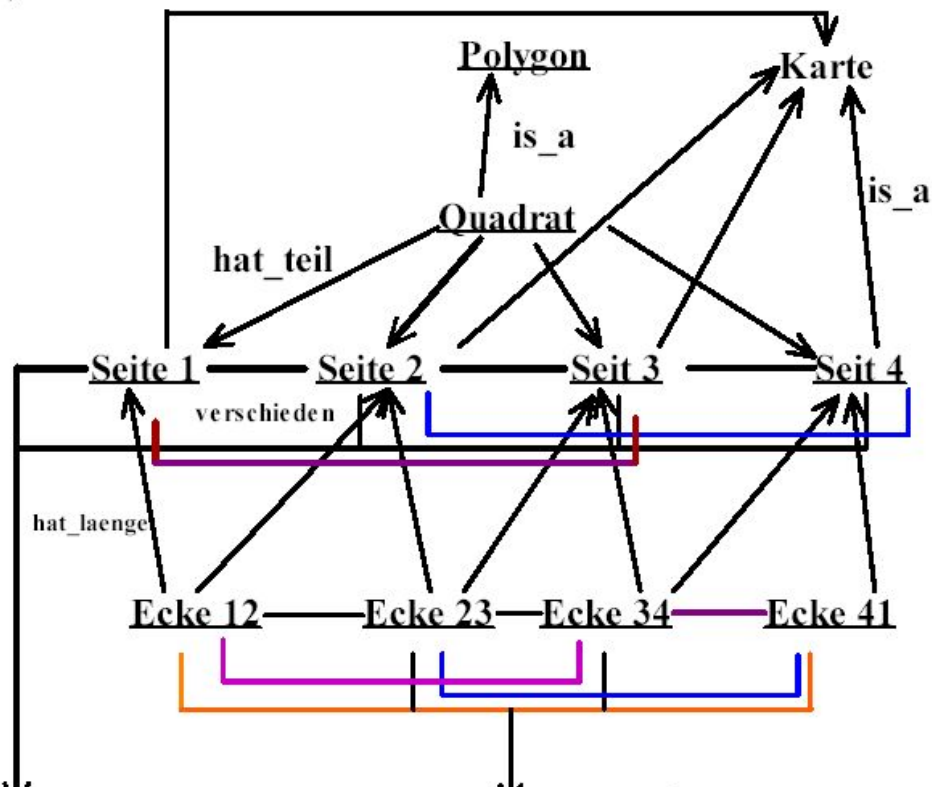 Polygon
Karte
is_a
is_a
Quadrat
hat_teil
Seite 1
Seite 2
Seit 3
Seit 4
verschieden
hat_laenge
Ecke 12
Ecke 23
Ecke 34
Ecke 41